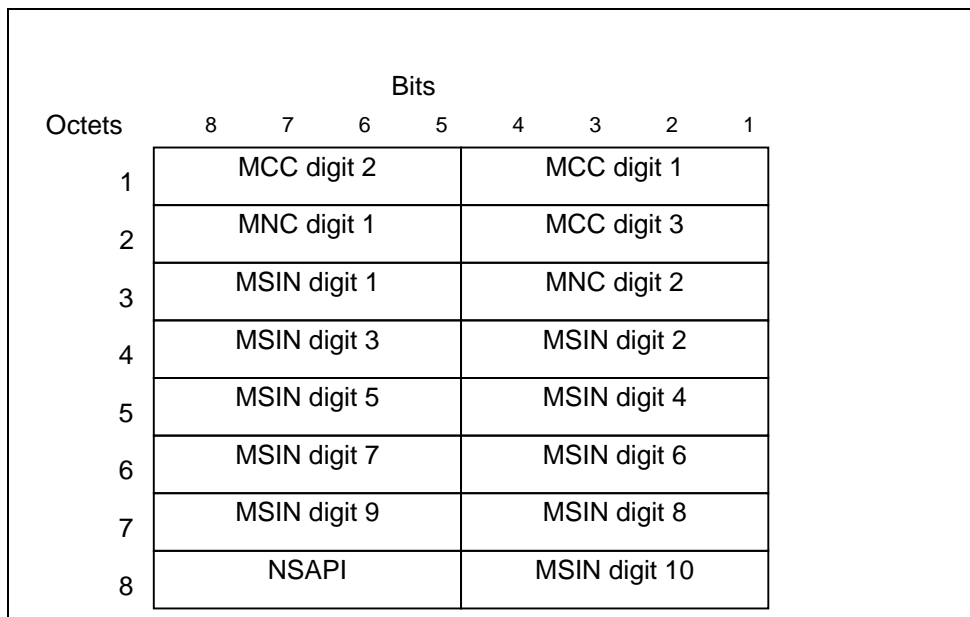 Bits
Octets 8 7 6 5 4 3 2 1
1 MCC digit 2 MCC digit 1
2 MNC digit 1 MCC digit 3
3 MSIN digit 1 MNC digit 2
4 MSIN digit 3 MSIN digit 2
5 MSIN digit 5 MSIN digit 4
6 MSIN digit 7 MSIN digit 6
7 MSIN digit 9 MSIN digit 8
8 NSAPI MSIN digit 10